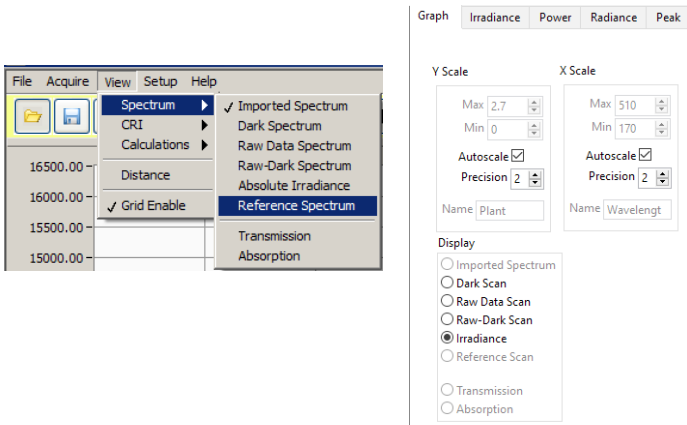 File Acquire View Setup Help
Spectrum
CRI
Calculations
Distance
Grid Enable
Imported Spectrum
Dark Spectrum
Raw Data Spectrum
Raw-Dark Spectrum
Absolute Irradiance
Reference Spectrum
Transmission
Absorption
16500.00
16000.00
15500.00
15000.00
Graph Irradiance Power Radiance Peak
Y Scale
Max 2.7
Min 0
Autoscale
Precision 2
Name Plant
X Scale
Max 510
Min 170
Autoscale
Precision 2
Name Wavelengt
Display
Imported Spectrum
Dark Scan
Raw Data Scan
Raw-Dark Scan
Irradiance
Reference Scan
Transmission
Absorption